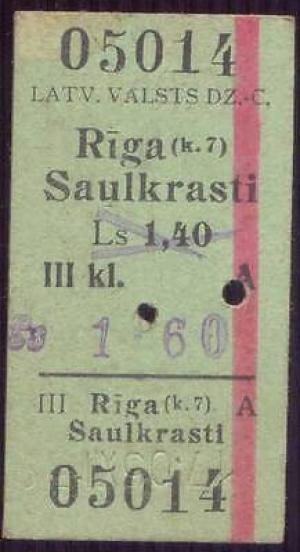 05014
LATV. VALSTS DZ.-C.
Rīga (k. 7)
Saulkrasti
Ls 1,40
III kl. A
1 60
III Rīga (k. 7) A
Saulkrasti
05014